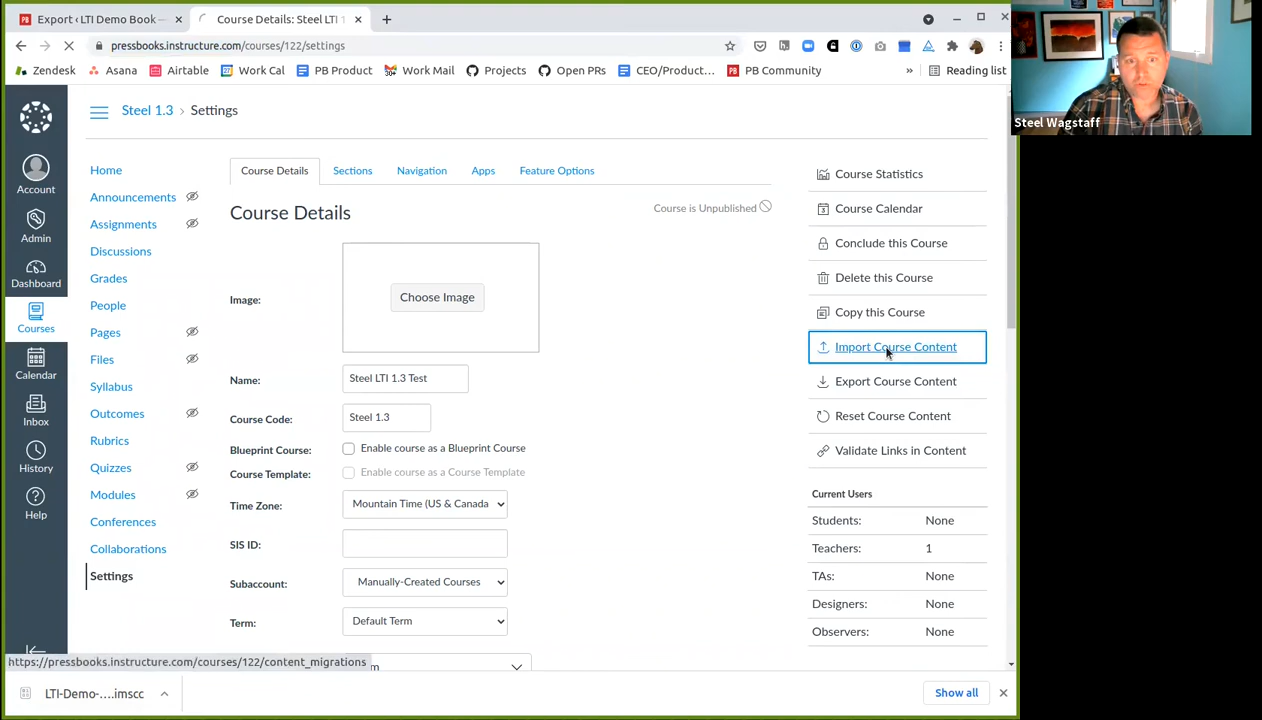 Export ‹ LTI Demo Book —
Course Details: Steel LTI 1
pressbooks.instructure.com/courses/122/settings
Zendesk
Asana
Airtable
Work Cal
PB Product
Work Mail
Projects
Open PRs
CEO/Product...
PB Community
»
Reading list
Steel Wagstaff
Steel 1.3 › Settings
Account
Admin
Dashboard
Courses
Calendar
Inbox
History
Help
Home
Announcements
Assignments
Discussions
Grades
People
Pages
Files
Syllabus
Outcomes
Rubrics
Quizzes
Modules
Conferences
Collaborations
Settings
Course Details
Sections
Navigation
Apps
Feature Options
Course Details
Course is Unpublished
Image:
Choose Image
Name:
Steel LTI 1.3 Test
Course Code:
Steel 1.3
Blueprint Course:
Enable course as a Blueprint Course
Course Template:
Enable course as a Course Template
Time Zone:
Mountain Time (US & Canada
SIS ID:
Subaccount:
Manually-Created Courses
Term:
Default Term
m
Course Statistics
Course Calendar
Conclude this Course
Delete this Course
Copy this Course
Import Course Content
Export Course Content
Reset Course Content
Validate Links in Content
Current Users
Students: None
Teachers: 1
TAs: None
Designers: None
Observers: None
https://pressbooks.instructure.com/courses/122/content_migrations
LTI-Demo-....imscc
Show all